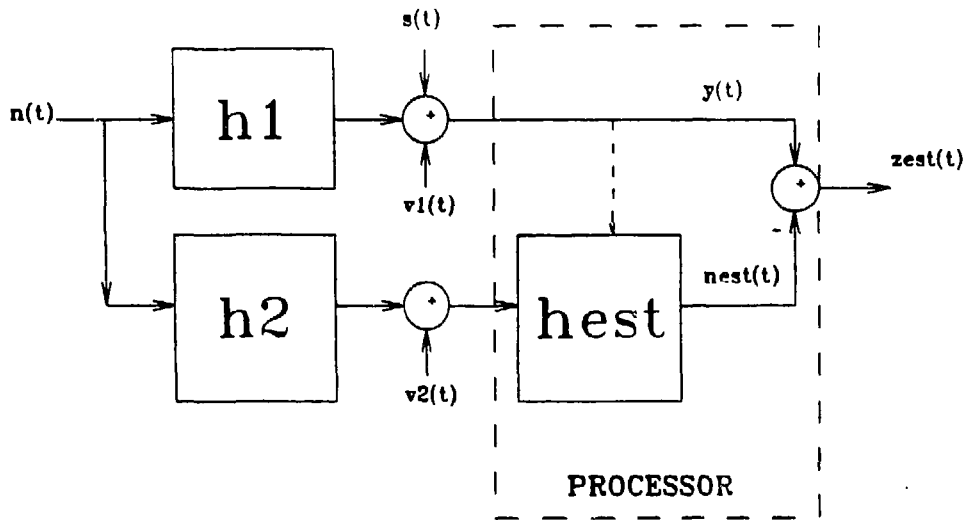 s(t)
n(t)
h1
y(t)
+
zest(t)
v1(t)
+
-
h2
+
hest
nest(t)
v2(t)
PROCESSOR